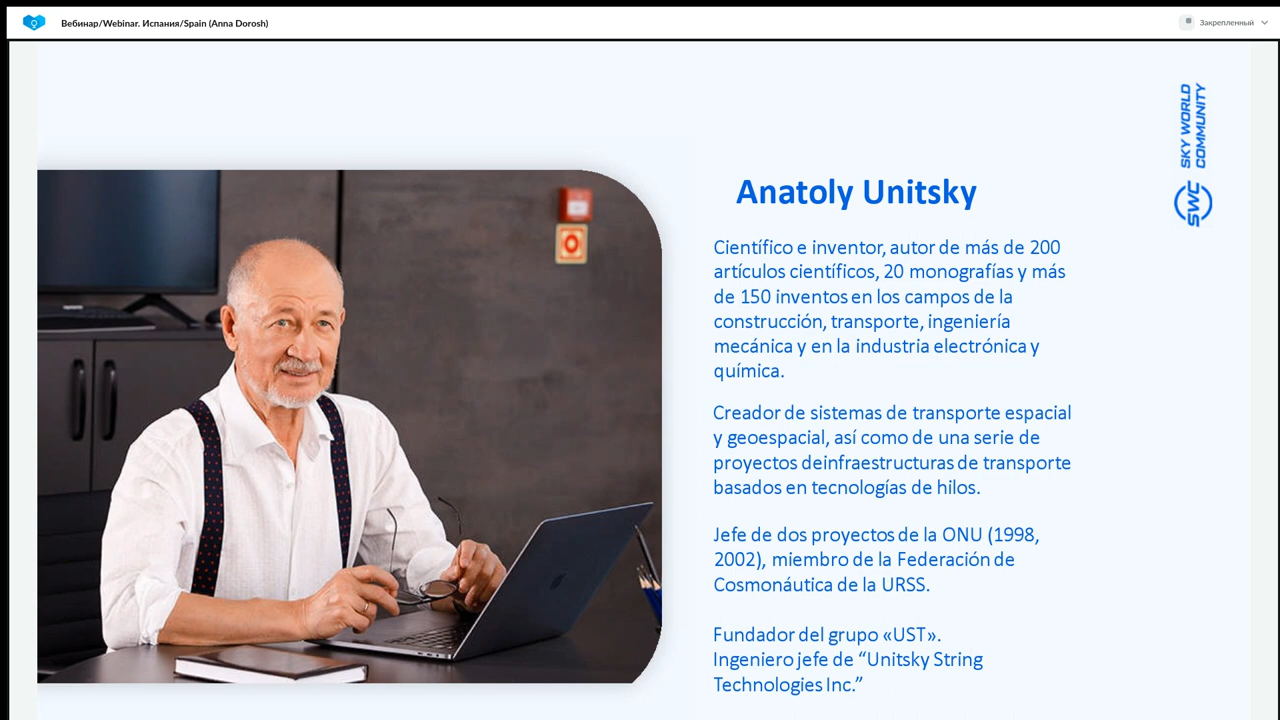 Вебинар/Webinar. Испания/Spain (Anna Dorosh)
Закрепленный
SKY WORLD
COMMUNITY
SWC
Anatoly Unitsky
Científico e inventor, autor de más de 200
artículos científicos, 20 monografías y más
de 150 inventos en los campos de la
construcción, transporte, ingeniería
mecánica y en la industria electrónica y
química.
Creador de sistemas de transporte espacial
y geoespacial, así como de una serie de
proyectos deinfraestructuras de transporte
basados en tecnologías de hilos.
Jefe de dos proyectos de la ONU (1998,
2002), miembro de la Federación de
Cosmonáutica de la URSS.
Fundador del grupo «UST».
Ingeniero jefe de “Unitsky String
Technologies Inc.”